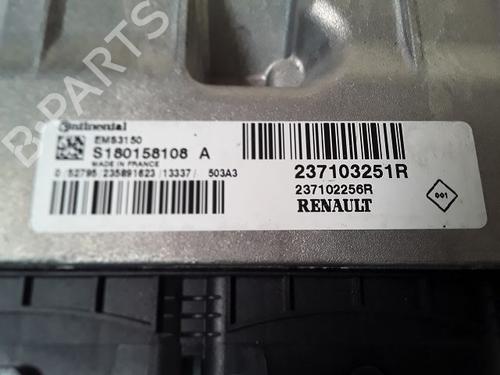 B-PARTS
Continental
EMS3150
S180158108 A
MADE IN FRANCE
0/52795 235891623/13337/ 503A3
237103251R
237102256R
RENAULT
001